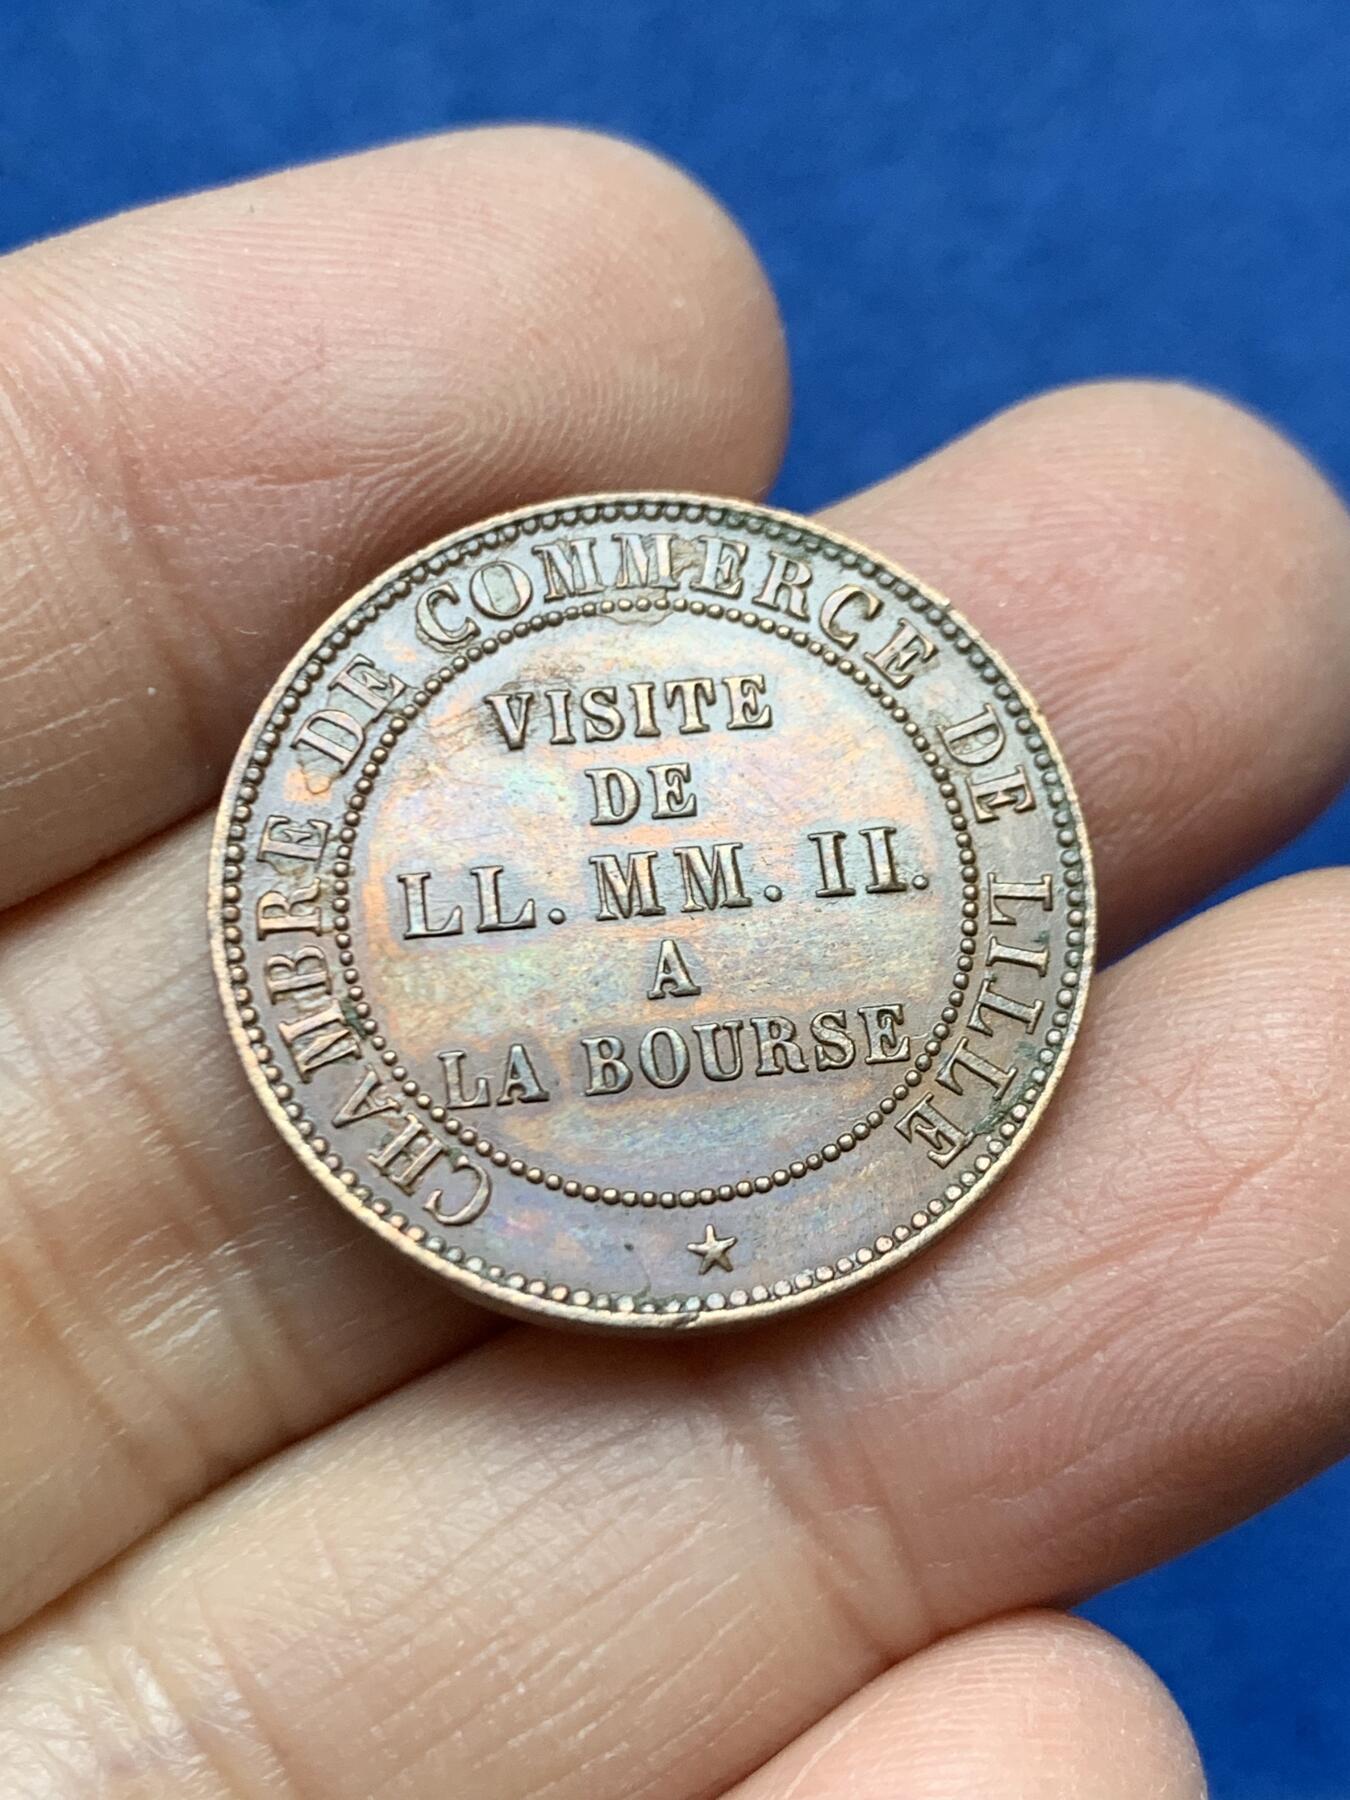 CHAMBRE DE COMMERCE DE LILLE
VISITE
DE
LL. MM. II.
A
LA BOURSE